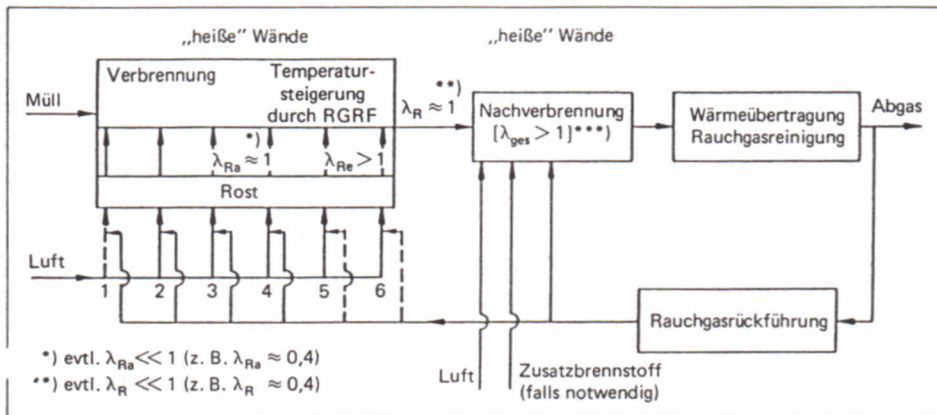 „heiße" Wände
„heiße" Wände
Verbrennung
Temperatur-
steigerung
durch RGRF
Müll
**)
λR ≈ 1
Nachverbrennung
[λges > 1]***)
Wärmeübertragung
Rauchgasreinigung
Abgas
*)
λRa ≈ 1
λRe > 1
Rost
Luft
1 2 3 4 5 6
Rauchgasrückführung
*) evtl. λRa << 1 (z. B. λRa ≈ 0,4)
**) evtl. λR << 1 (z. B. λR ≈ 0,4)
Luft
Zusatzbrennstoff
(falls notwendig)